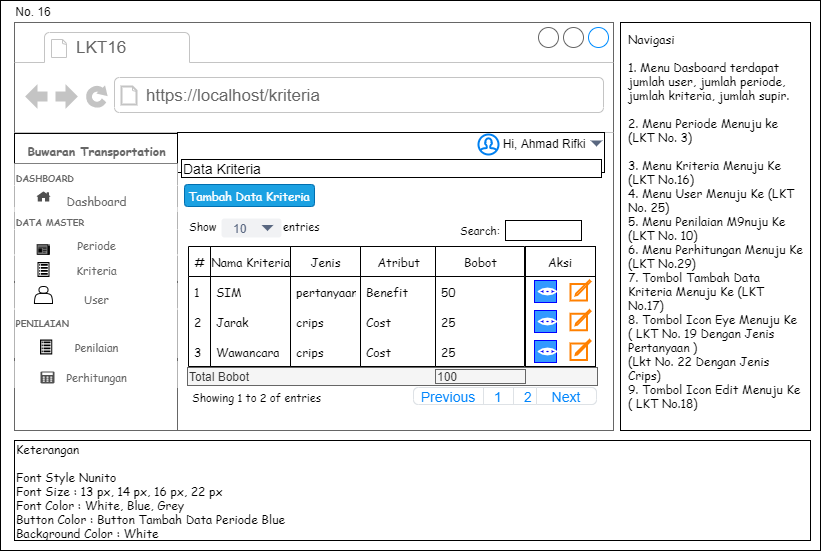 No. 16
LKT16
https://localhost/kriteria
Buwaran Transportation
Hi, Ahmad Rifki
DASHBOARD
Dashboard
DATA MASTER
Periode
Kriteria
User
PENILAIAN
Penilaian
Perhitungan
Data Kriteria
Tambah Data Kriteria
Show 10 entries
Search:
# Nama Kriteria Jenis Atribut Bobot Aksi
1 SIM pertanyaar Benefit 50
2 Jarak crips Cost 25
3 Wawancara crips Cost 25
Total Bobot 100
Showing 1 to 2 of entries
Previous 1 2 Next
Navigasi
1. Menu Dasboard terdapat
jumlah user, jumlah periode,
jumlah kriteria, jumlah supir.
2. Menu Periode Menuju ke
(LKT No. 3)
3. Menu Kriteria Menuju Ke
(LKT No.16)
4. Menu User Menuju Ke (LKT
No. 25)
5. Menu Penilaian M9nuju Ke
(LKT No. 10)
6. Menu Perhitungan Menuju Ke
(LKT No.29)
7. Tombol Tambah Data
Kriteria Menuju Ke (LKT
No.17)
8. Tombol Icon Eye Menuju Ke
( LKT No. 19 Dengan Jenis
Pertanyaan )
(Lkt No. 22 Dengan Jenis
Crips)
9. Tombol Icon Edit Menuju Ke
( LKT No.18)
Keterangan
Font Style Nunito
Font Size : 13 px, 14 px, 16 px, 22 px
Font Color : White, Blue, Grey
Button Color : Button Tambah Data Periode Blue
Background Color : White